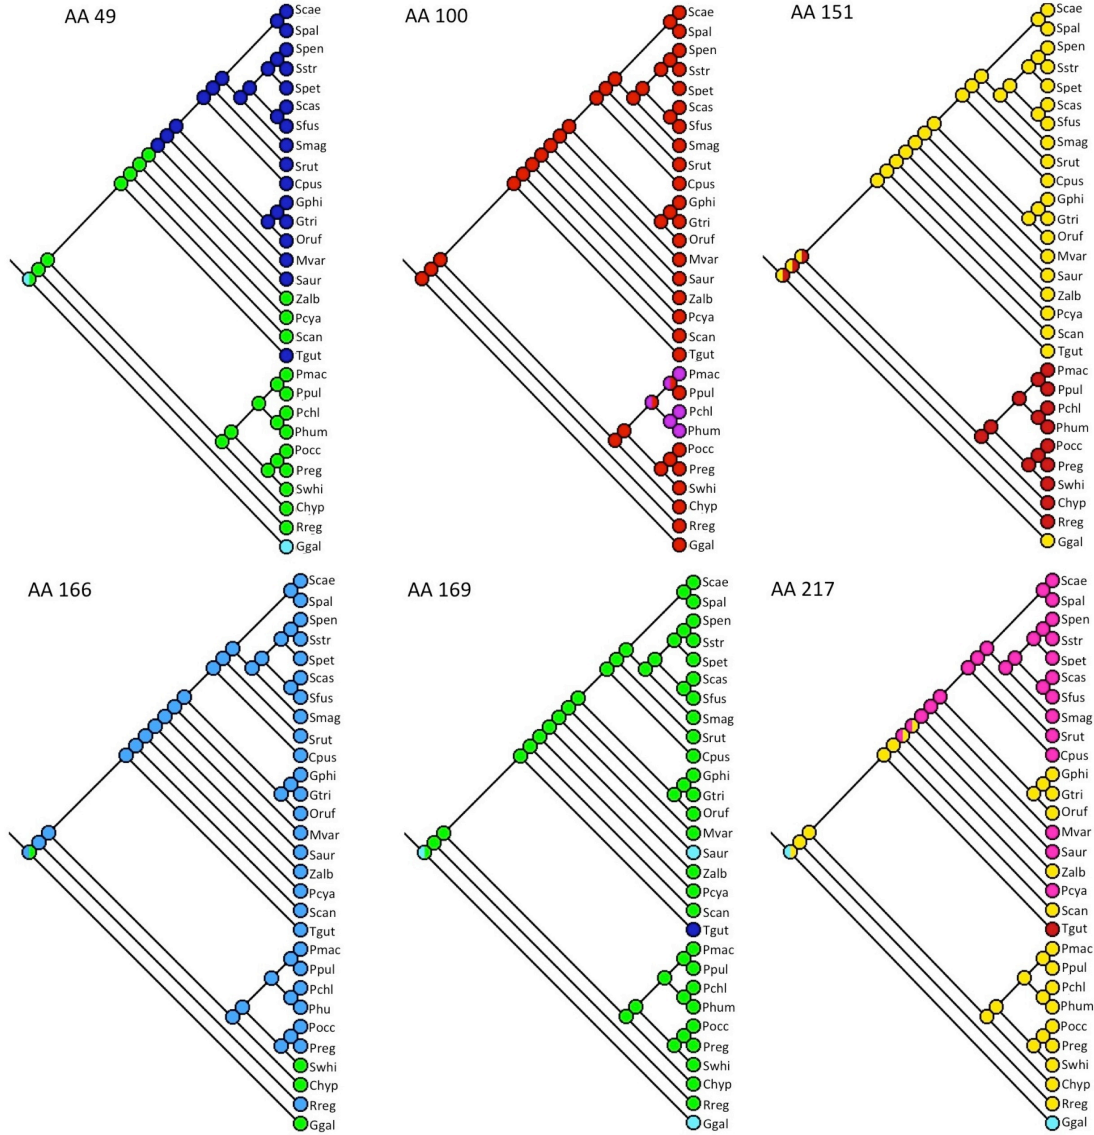 AA 49
Scae
Spal
Spen
Sstr
Spet
Scas
Sfus
Smag
Srut
Cpus
Gphi
Gtri
Oruf
Mvar
Saur
Zalb
Pcya
Scan
Tgut
Pmac
Ppul
Pchl
Phum
Pocc
Preg
Swhi
Chyp
Rreg
Ggal
AA 100
Scae
Spal
Spen
Sstr
Spet
Scas
Sfus
Smag
Srut
Cpus
Gphi
Gtri
Oruf
Mvar
Saur
Zalb
Pcya
Scan
Tgut
Pmac
Ppul
Pchl
Phum
Pocc
Preg
Swhi
Chyp
Rreg
Ggal
AA 151
Scae
Spal
Spen
Sstr
Spet
Scas
Sfus
Smag
Srut
Cpus
Gphi
Gtri
Oruf
Mvar
Saur
Zalb
Pcya
Scan
Tgut
Pmac
Ppul
Pchl
Phum
Pocc
Preg
Swhi
Chyp
Rreg
Ggal
AA 166
Scae
Spal
Spen
Sstr
Spet
Scas
Sfus
Smag
Srut
Cpus
Gphi
Gtri
Oruf
Mvar
Saur
Zalb
Pcya
Scan
Tgut
Pmac
Ppul
Pchl
Phu
Pocc
Preg
Swhi
Chyp
Rreg
Ggal
AA 169
Scae
Spal
Spen
Sstr
Spet
Scas
Sfus
Smag
Srut
Cpus
Gphi
Gtri
Oruf
Mvar
Saur
Zalb
Pcya
Scan
Tgut
Pmac
Ppul
Pchl
Phum
Pocc
Preg
Swhi
Chyp
Rreg
Ggal
AA 217
Scae
Spal
Spen
Sstr
Spet
Scas
Sfus
Smag
Srut
Cpus
Gphi
Gtri
Oruf
Mvar
Saur
Zalb
Pcya
Scan
Tgut
Pmac
Ppul
Pchl
Phum
Pocc
Preg
Swhi
Chyp
Rreg
Ggal